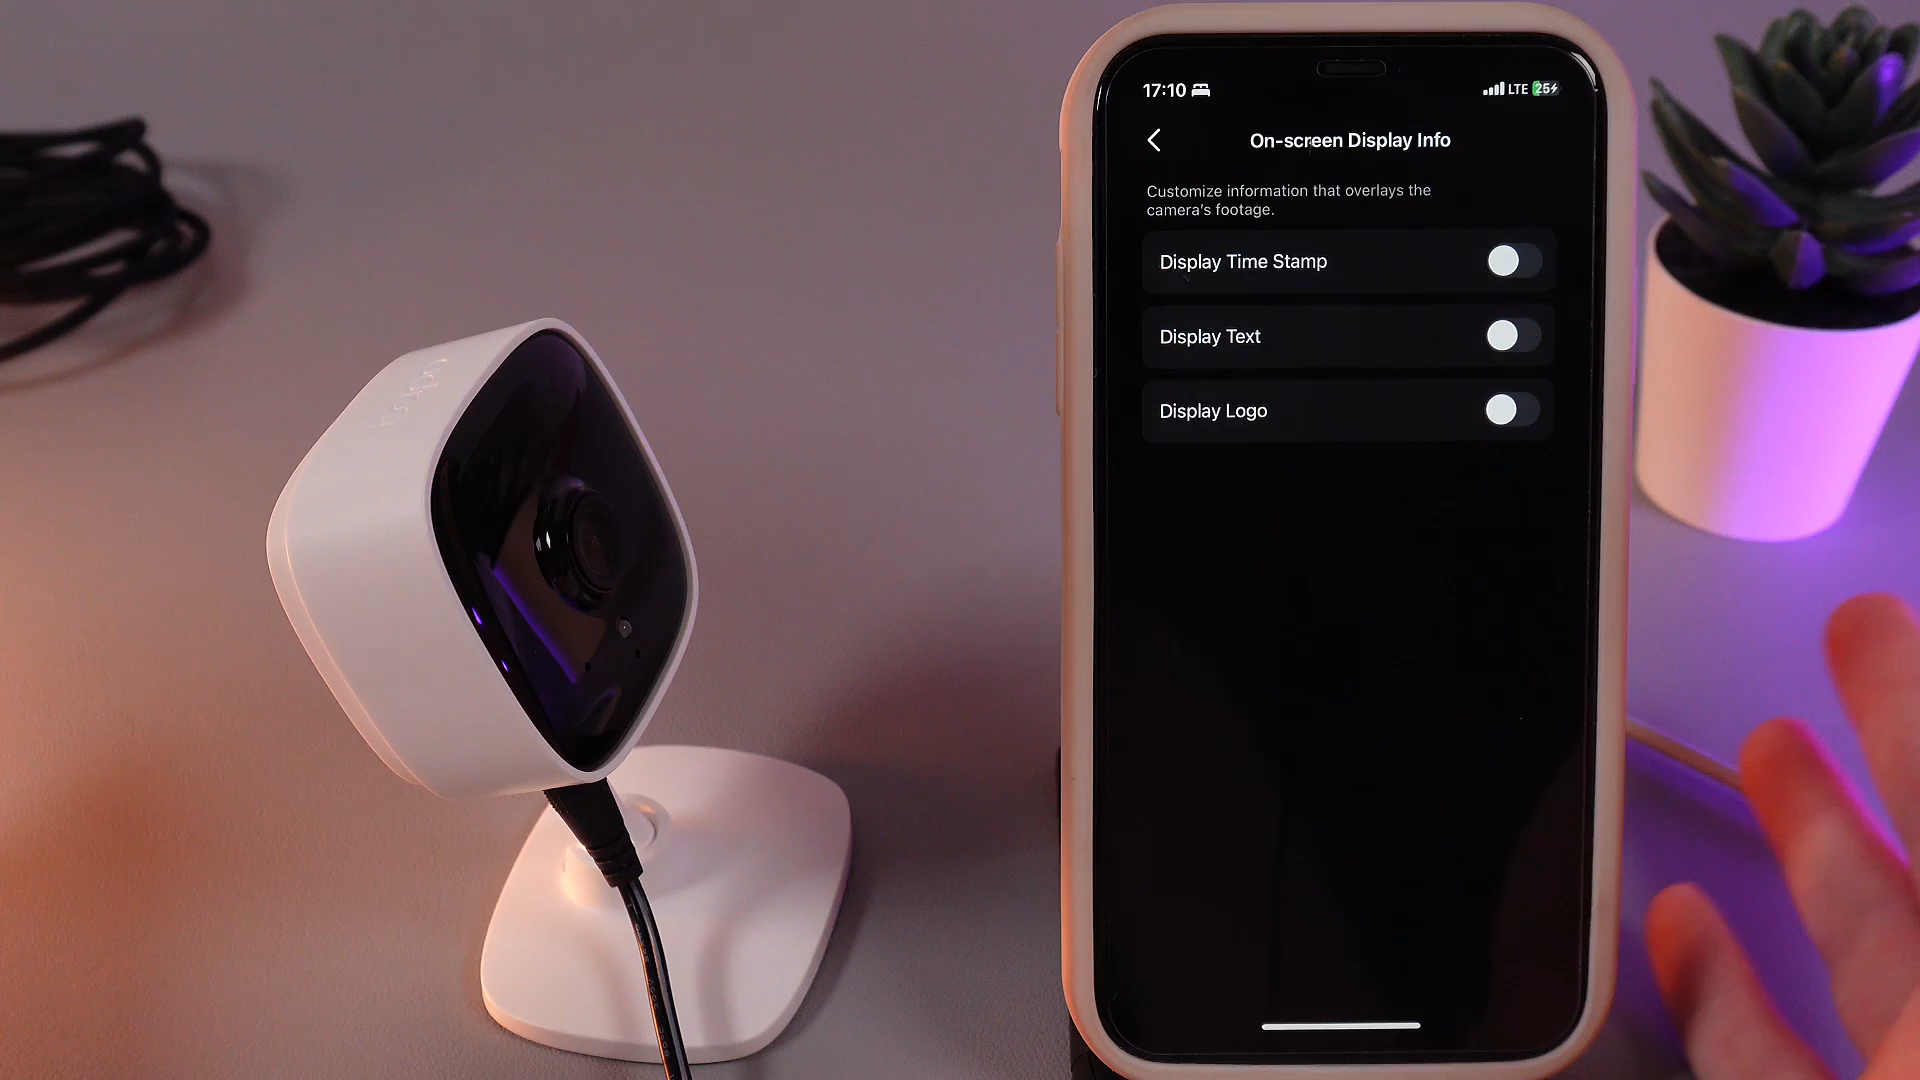 17:10
LTE 25
On-screen Display Info
Customize information that overlays the
camera's footage.
Display Time Stamp
Display Text
Display Logo